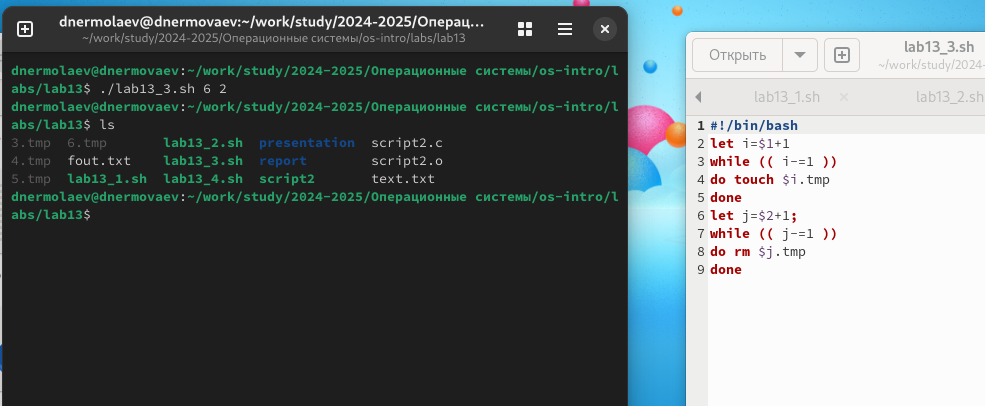 dnermolaev@dnermovaev:~/work/study/2024-2025/Операц...
~/work/study/2024-2025/Операционные системы/os-intro/labs/lab13
dnermolaev@dnermovaev:~/work/study/2024-2025/Операционные системы/os-intro/l
abs/lab13$ ./lab13_3.sh 6 2
dnermolaev@dnermovaev:~/work/study/2024-2025/Операционные системы/os-intro/l
abs/lab13$ ls
3.tmp 6.tmp lab13_2.sh presentation script2.c
4.tmp fout.txt lab13_3.sh report script2.o
5.tmp lab13_1.sh lab13_4.sh script2 text.txt
dnermolaev@dnermovaev:~/work/study/2024-2025/Операционные системы/os-intro/l
abs/lab13$
Открыть
lab13_3.sh
~/work/study/2024-
lab13_1.sh
lab13_2.sh
1 #!/bin/bash
2 let i=$1+1
3 while (( i-=1 ))
4 do touch $i.tmp
5 done
6 let j=$2+1;
7 while (( j-=1 ))
8 do rm $j.tmp
9 done